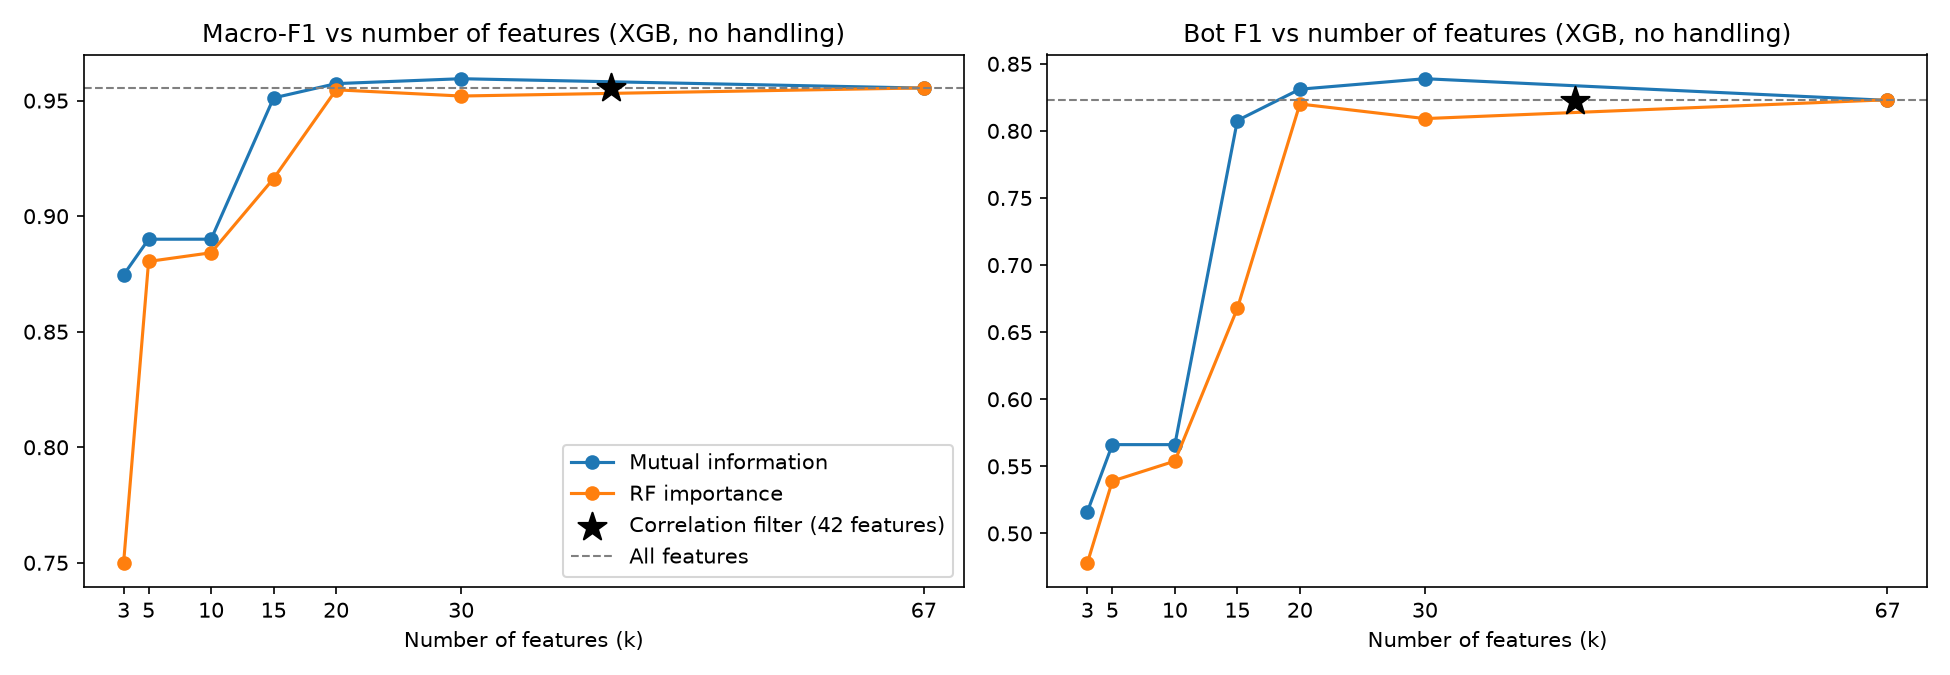 Macro-F1 vs number of features (XGB, no handling)
0.95
0.90
0.85
0.80
0.75
Mutual information
RF importance
Correlation filter (42 features)
All features
3 5 10 15 20 30 67
Number of features (k)
Bot F1 vs number of features (XGB, no handling)
0.85
0.80
0.75
0.70
0.65
0.60
0.55
0.50
3 5 10 15 20 30 67
Number of features (k)